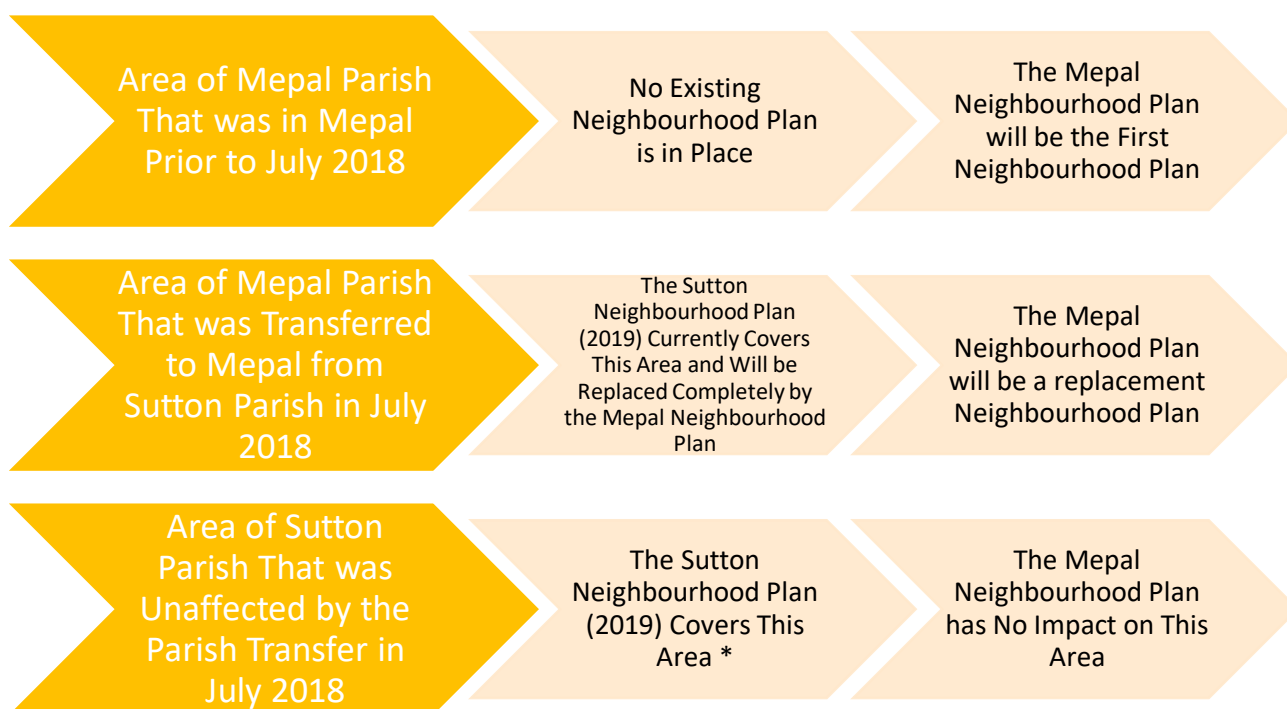 Area of Mepal Parish
That was in Mepal
Prior to July 2018
No Existing
Neighbourhood Plan
is in Place
The Mepal
Neighbourhood Plan
will be the First
Neighbourhood Plan
Area of Mepal Parish
That was Transferred
to Mepal from
Sutton Parish in July
2018
The Sutton
Neighbourhood Plan
(2019) Currently Covers
This Area and Will be
Replaced Completely by
the Mepal Neighbourhood
Plan
The Mepal
Neighbourhood Plan
will be a replacement
Neighbourhood Plan
Area of Sutton
Parish That was
Unaffected by the
Parish Transfer in
July 2018
The Sutton
Neighbourhood Plan
(2019) Covers This
Area *
The Mepal
Neighbourhood Plan
has No Impact on This
Area